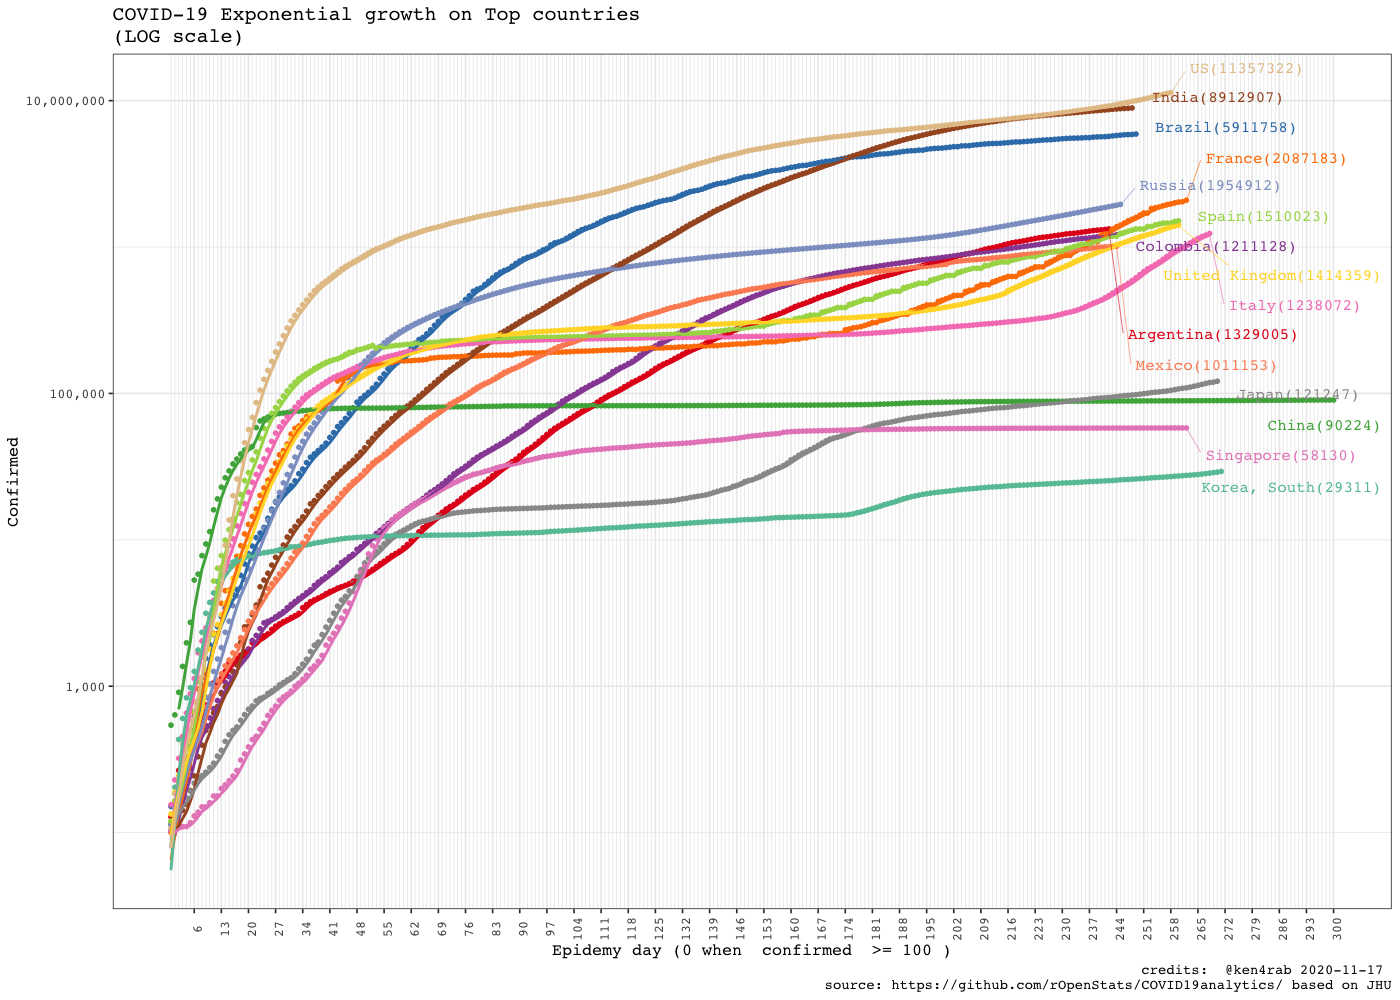 COVID-19 Exponential growth on Top countries
(LOG scale)
US(11357322)
10,000,000
India(8912907)
Brazil(5911758)
France(2087183)
Russia(1954912)
Spain(1510023)
Colombia(1211128)
United Kingdom(1414359)
Italy(1238072)
Argentina(1329005)
Mexico(1011153)
100,000
Japan(121247)
China(90224)
Singapore(58130)
Korea, South(29311)
Confirmed
1,000
6 13 20 27 34 41 48 55 62 69 76 83 90 97 104 111 118 125 132 139 146 153 160 167 174 181 188 195 202 209 216 223 230 237 244 251 258 265 272 279 286 293 300
Epidemy day (0 when  confirmed  >= 100 )
credits:  @ken4rab 2020-11-17
source: https://github.com/rOpenStats/COVID19analytics/ based on JHU